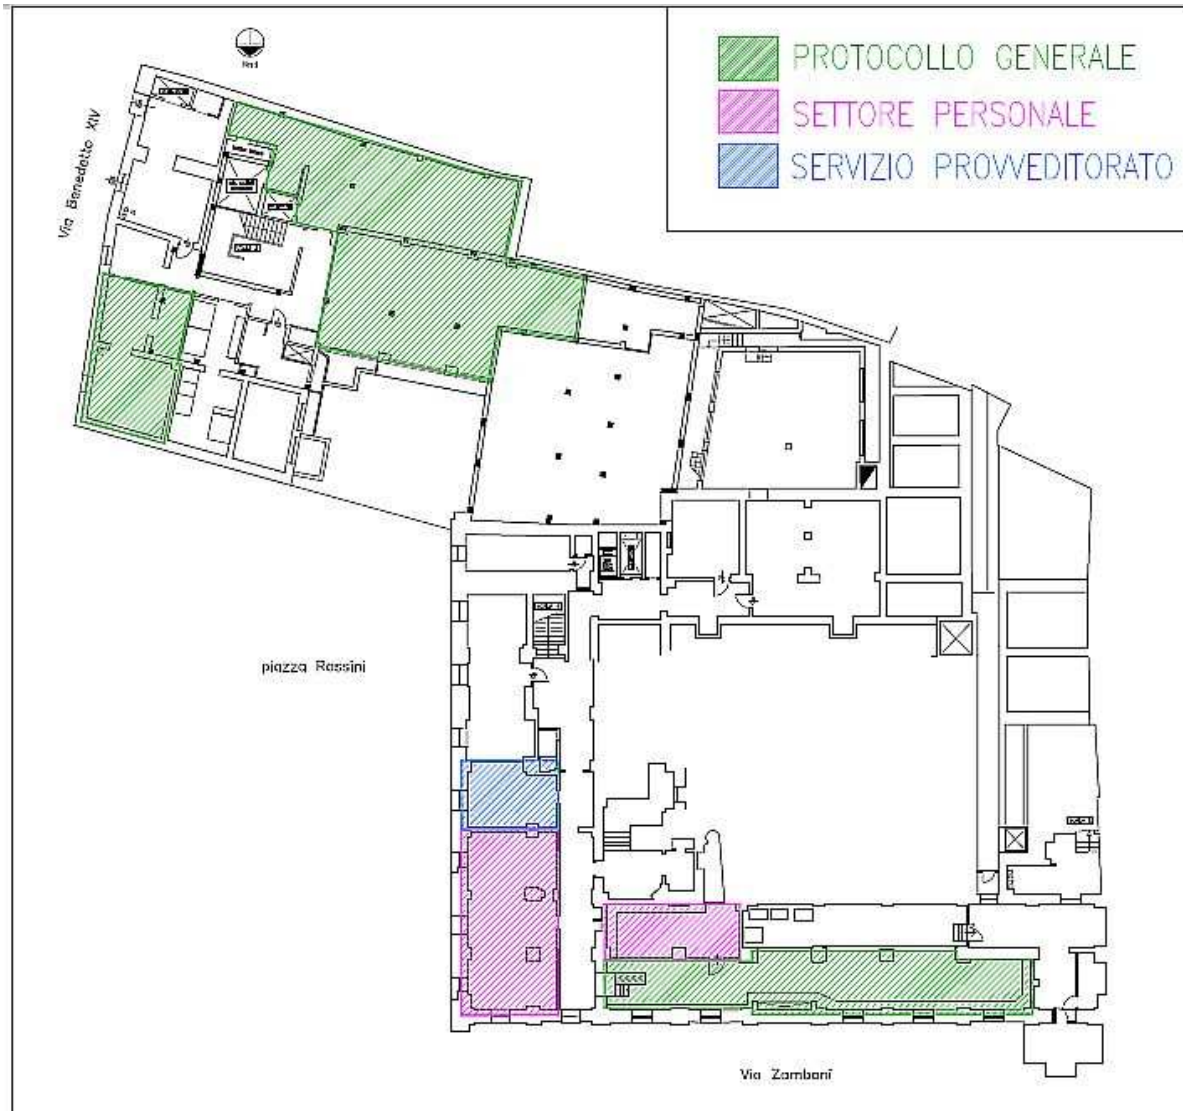 PROTOCOLLO GENERALE
SETTORE PERSONALE
SERVIZIO PROVVEDITORATO
Via Benedetto XIV
piazza Rossini
Via Zamboni